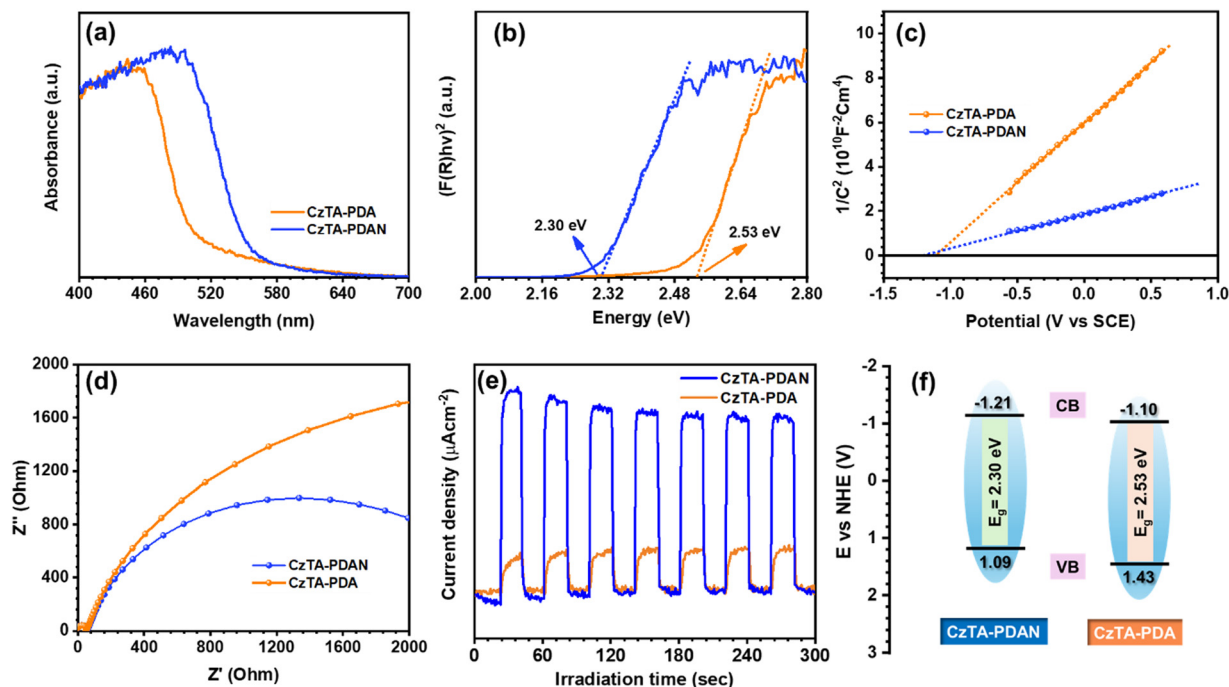 (a)
Absorbance (a.u.)
CzTA-PDA
CzTA-PDAN
400 460 520 580 640 700
Wavelength (nm)
(b)
(F(R)hv)² (a.u.)
2.30 eV
2.53 eV
2.00 2.16 2.32 2.48 2.64 2.80
Energy (eV)
(c)
1/C² (10¹⁰F⁻²Cm⁴)
10
8
6
4
2
0
CzTA-PDA
CzTA-PDAN
-1.5 -1.0 -0.5 0.0 0.5 1.0
Potential (V vs SCE)
(d)
Z'' (Ohm)
2000
1600
1200
800
400
0
CzTA-PDAN
CzTA-PDA
0 400 800 1200 1600 2000
Z' (Ohm)
(e)
Current density (µAcm⁻²)
CzTA-PDAN
CzTA-PDA
0 60 120 180 240 300
Irradiation time (sec)
(f)
E vs NHE (V)
-2
-1
0
1
2
3
-1.21
CB
-1.10
Eg= 2.30 eV
Eg= 2.53 eV
1.09
VB
1.43
CzTA-PDAN
CzTA-PDA